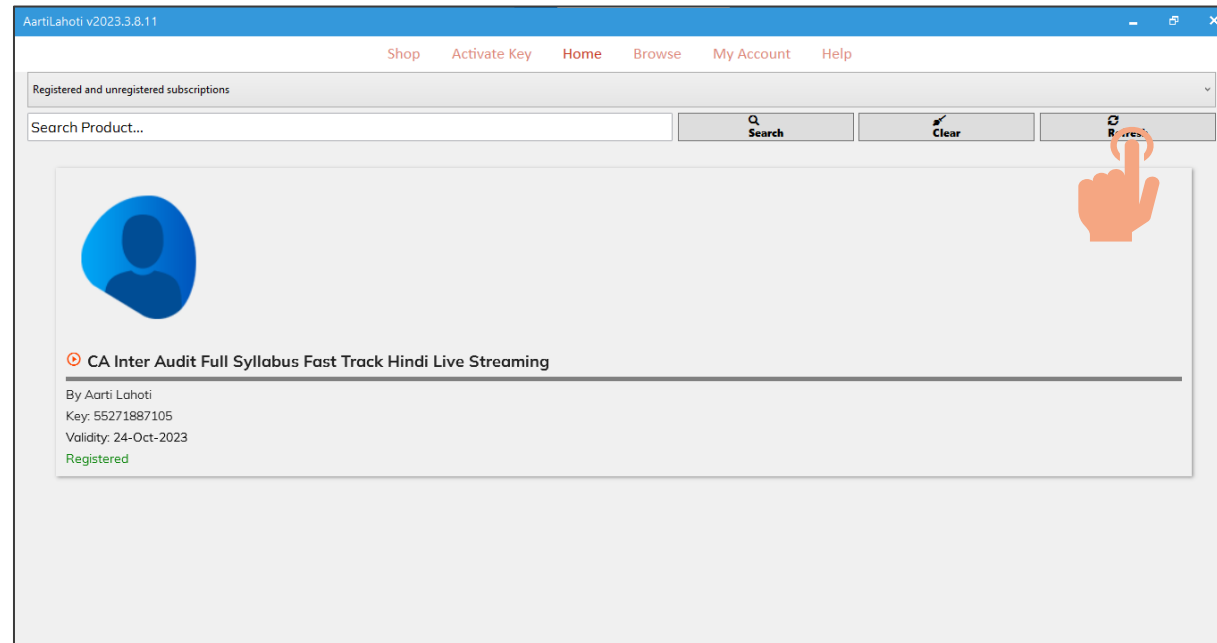 AartiLahoti v2023.3.8.11
Shop Activate Key Home Browse My Account Help
Registered and unregistered subscriptions
Search Product... Search Clear Refresh
CA Inter Audit Full Syllabus Fast Track Hindi Live Streaming
By Aarti Lahoti
Key: 55271887105
Validity: 24-Oct-2023
Registered